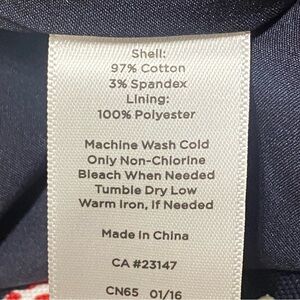 Shell:
97% Cotton
3% Spandex
Lining:
100% Polyester
Machine Wash Cold
Only Non-Chlorine
Bleach When Needed
Tumble Dry Low
Warm Iron, If Needed
Made in China
CA #23147
CN65 01/16